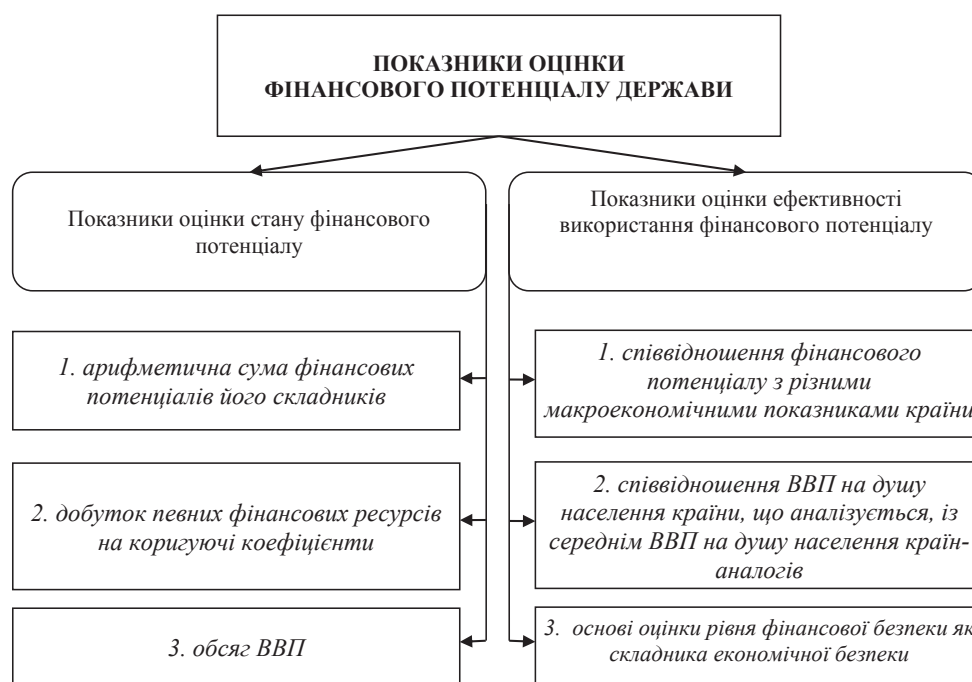 ПОКАЗНИКИ ОЦІНКИ
ФІНАНСОВОГО ПОТЕНЦІАЛУ ДЕРЖАВИ
Показники оцінки стану фінансового
потенціалу
Показники оцінки ефективності
використання фінансового потенціалу
1. арифметична сума фінансових
потенціалів його складників
2. добуток певних фінансових ресурсів
на коригуючі коефіцієнти
3. обсяг ВВП
1. співвідношення фінансового
потенціалу з різними
макроекономічними показниками країни
2. співвідношення ВВП на душу
населення країни, що аналізується, із
середнім ВВП на душу населення країн-
аналогів
3. основі оцінки рівня фінансової безпеки як
складника економічної безпеки